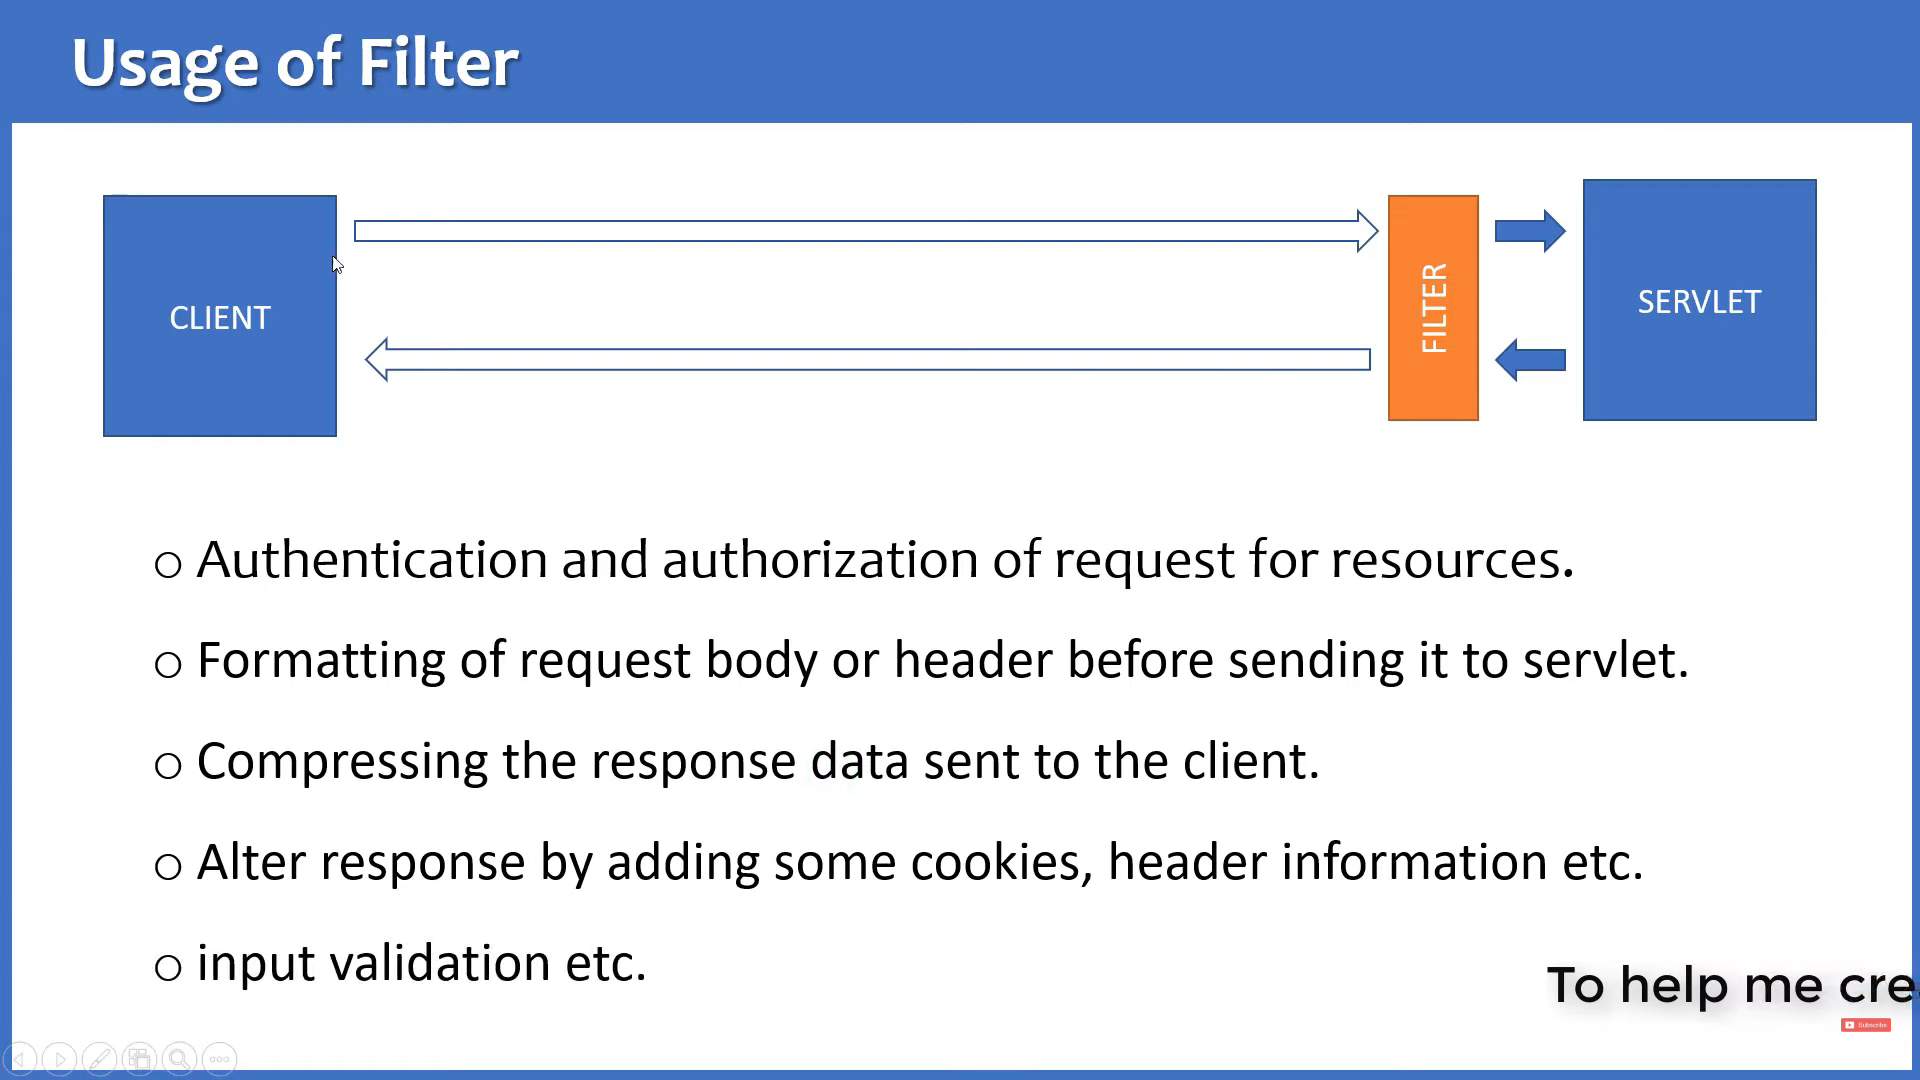 Usage of Filter
CLIENT
FILTER
SERVLET
o Authentication and authorization of request for resources.
o Formatting of request body or header before sending it to servlet.
o Compressing the response data sent to the client.
o Alter response by adding some cookies, header information etc.
o input validation etc.
To help me cre
Subscribe